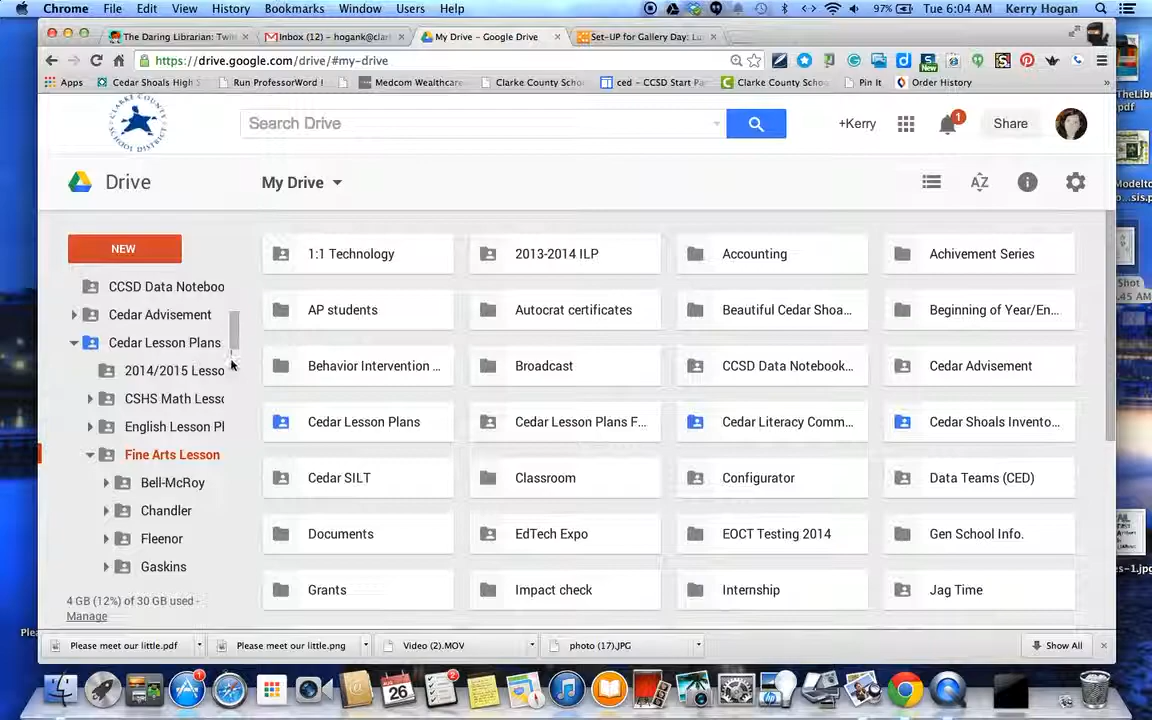 Chrome File Edit View History Bookmarks Window Users Help 97% Tue 6:04 AM Kerry Hogan
The Daring Librarian: Twi Inbox (12) – hogank@clar My Drive – Google Drive Set-UP for Gallery Day: Lu
https://drive.google.com/drive/#my-drive
Apps Cedar Shoals High S Run ProfessorWord ! Medcom Wealthcare Clarke County Scho ced – CCSD Start Pa Clarke County Schoo Pin It Order History »
CLARKE COUNTY SCHOOL DISTRICT
Search Drive +Kerry 1 Share
Drive My Drive AZ
NEW
1:1 Technology 2013-2014 ILP Accounting Achivement Series
CCSD Data Noteboo
AP students Autocrat certificates Beautiful Cedar Shoa... Beginning of Year/En...
Cedar Advisement
Cedar Lesson Plans
Behavior Intervention ... Broadcast CCSD Data Notebook... Cedar Advisement
2014/2015 Lesso
CSHS Math Lesso
Cedar Lesson Plans Cedar Lesson Plans F... Cedar Literacy Comm... Cedar Shoals Invento...
English Lesson Pl
Fine Arts Lesson
Cedar SILT Classroom Configurator Data Teams (CED)
Bell-McRoy
Chandler
Documents EdTech Expo EOCT Testing 2014 Gen School Info.
Fleenor
Gaskins
Grants Impact check Internship Jag Time
4 GB (12%) of 30 GB used
Manage
Please meet our little.pdf Please meet our little.png Video (2).MOV photo (17).JPG Show All
AUG
26